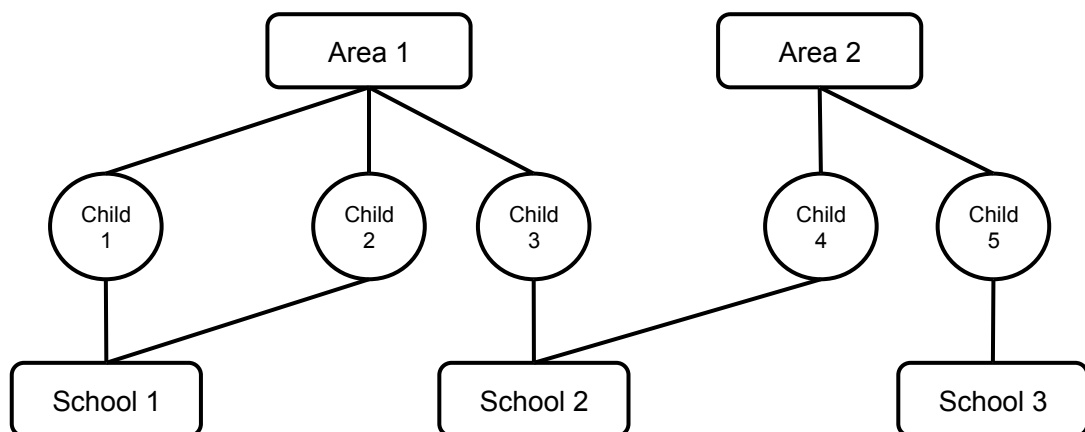 Area 1
Area 2
Child
1
Child
2
Child
3
Child
4
Child
5
School 1
School 2
School 3